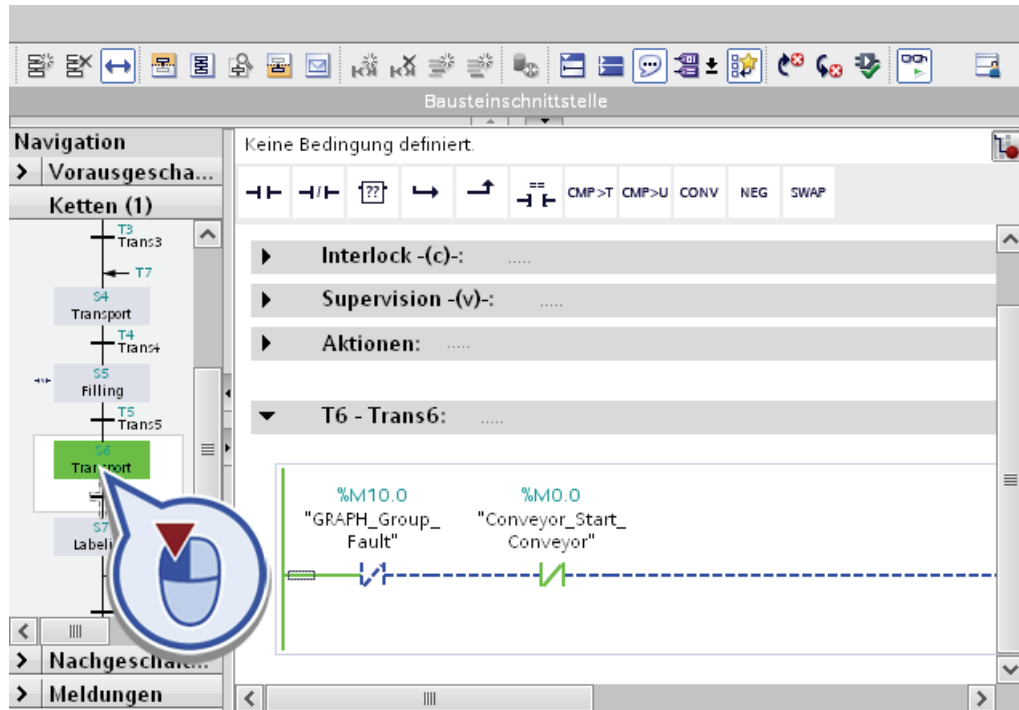 Bausteinschnittstelle
Navigation
Vorausgescha...
Ketten (1)
T3
Trans3
T7
S4
Transport
T4
Trans4
S5
Filling
T5
Trans5
S6
Transport
S7
Nachgeschalt...
Meldungen
Keine Bedingung definiert.
?? CMP>T CMP>U CONV NEG SWAP
Interlock -(c)-: .....
Supervision -(v)-: .....
Aktionen: .....
T6 - Trans6: .....
%M10.0 %M0.0
"GRAPH_Group_ "Conveyor_Start_
Fault" Conveyor"